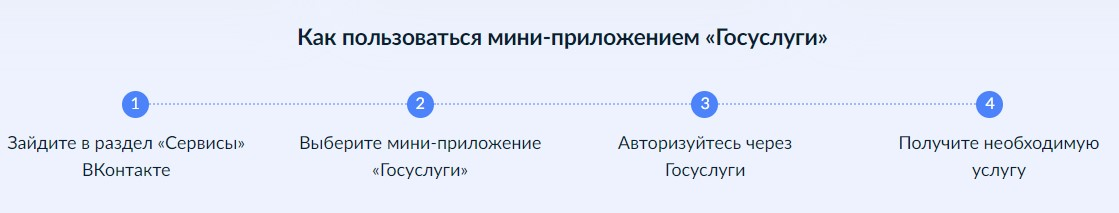 Как пользоваться мини-приложением «Госуслуги»
1
2
3
4
Зайдите в раздел «Сервисы»
ВКонтакте
Выберите мини-приложение
«Госуслуги»
Авторизуйтесь через
Госуслуги
Получите необходимую
услугу